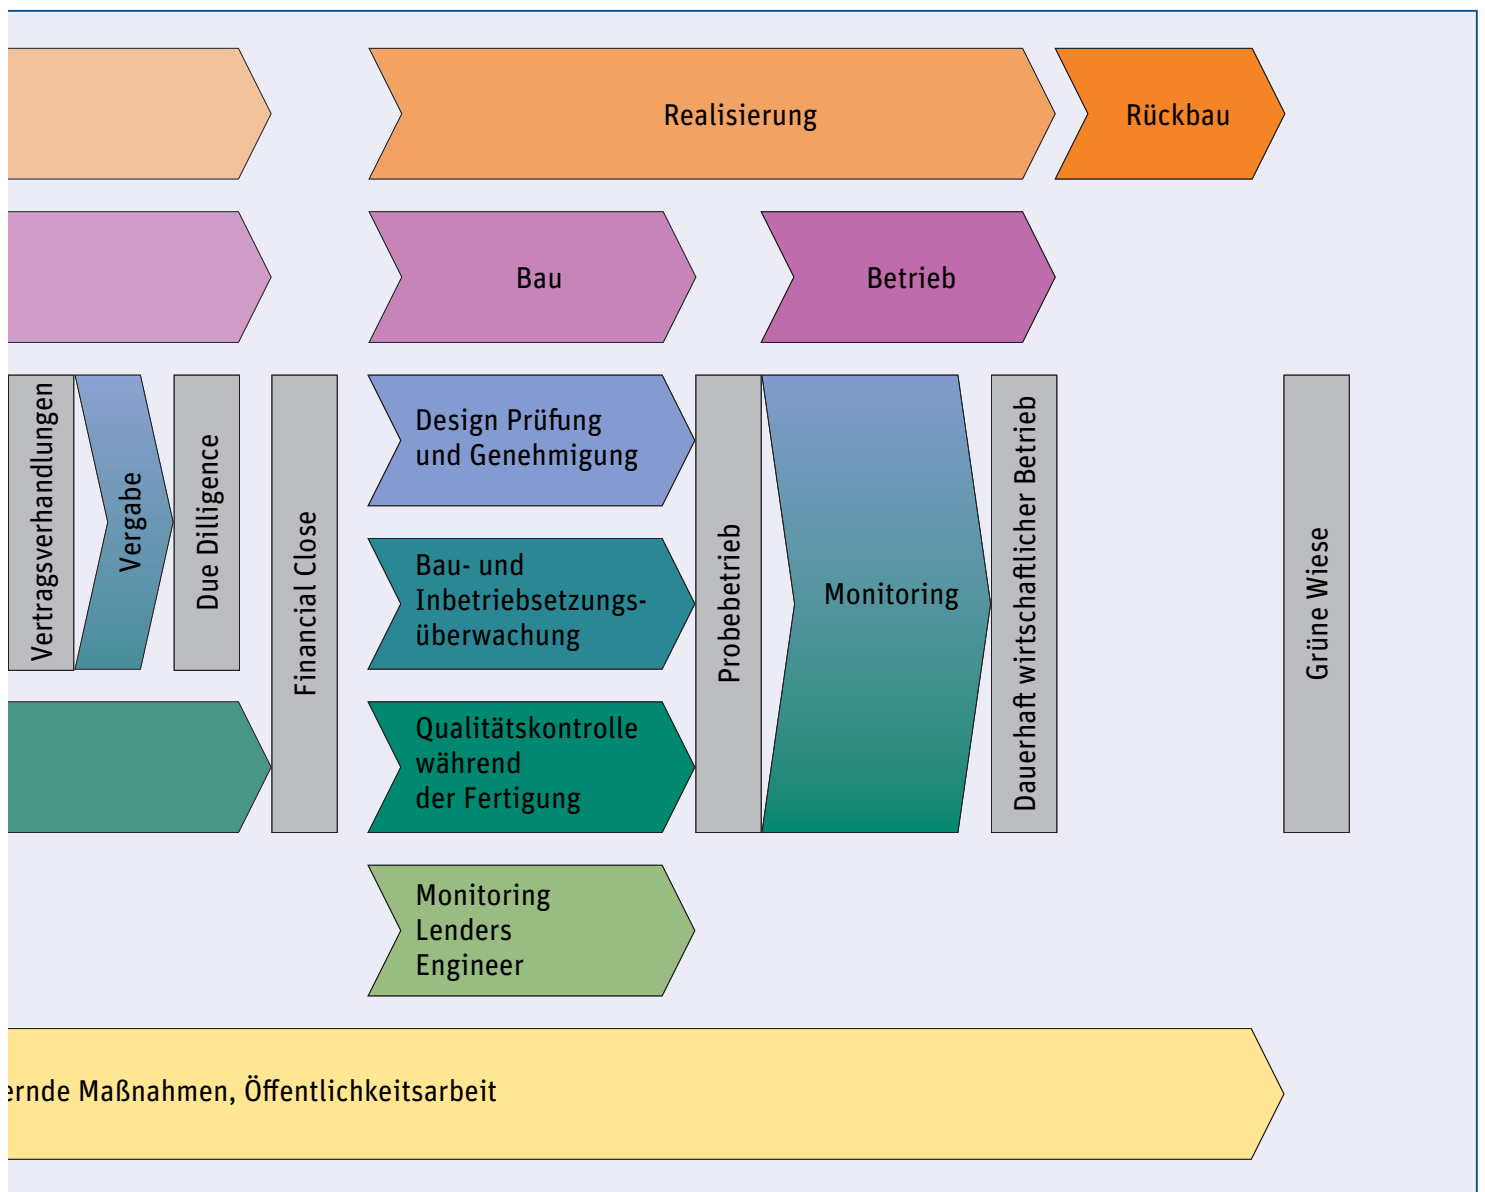 Realisierung
Rückbau
Bau
Betrieb
Vertragsverhandlungen
Vergabe
Due Dilligence
Financial Close
Design Prüfung
und Genehmigung
Bau- und
Inbetriebsetzungs-
überwachung
Qualitätskontrolle
während
der Fertigung
Monitoring
Lenders
Engineer
Probebetrieb
Monitoring
Dauerhaft wirtschaftlicher Betrieb
Grüne Wiese
ernde Maßnahmen, Öffentlichkeitsarbeit